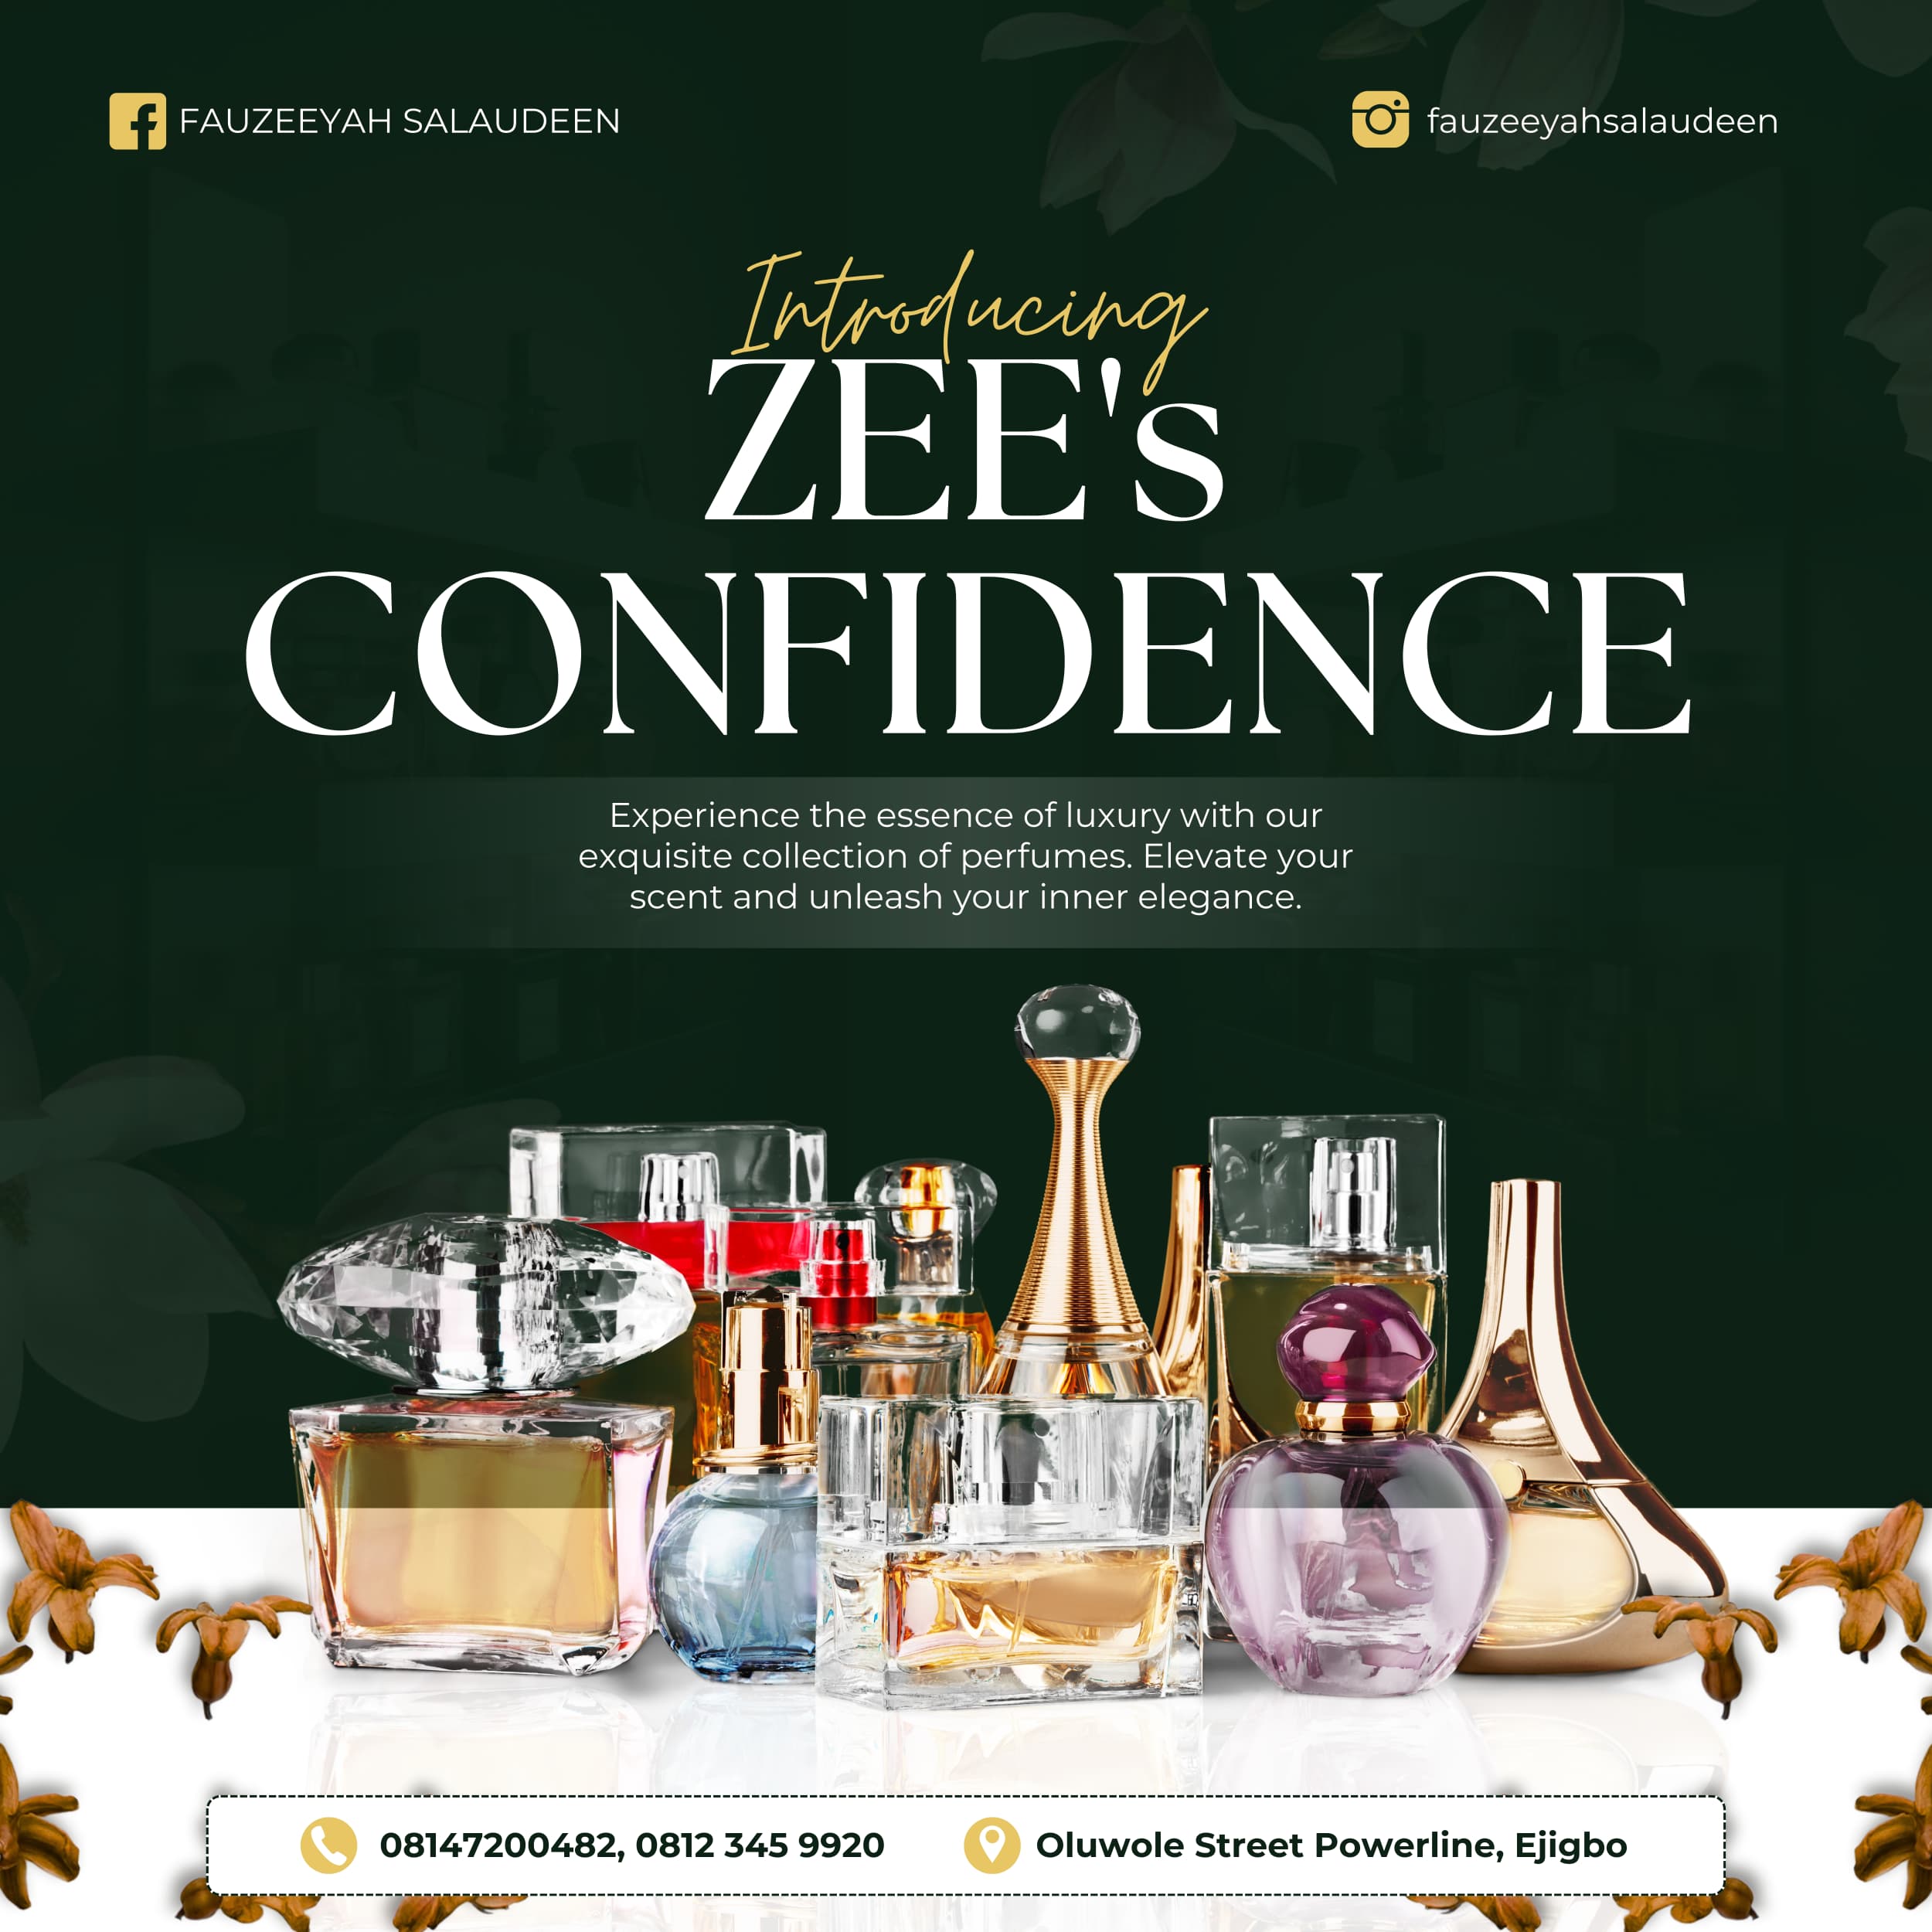 FAUZEEYAH SALAUDEEN
fauzeeyahsalaudeen
Introducing
ZEE's
CONFIDENCE
Experience the essence of luxury with our
exquisite collection of perfumes. Elevate your
scent and unleash your inner elegance.
08147200482, 0812 345 9920
Oluwole Street Powerline, Ejigbo